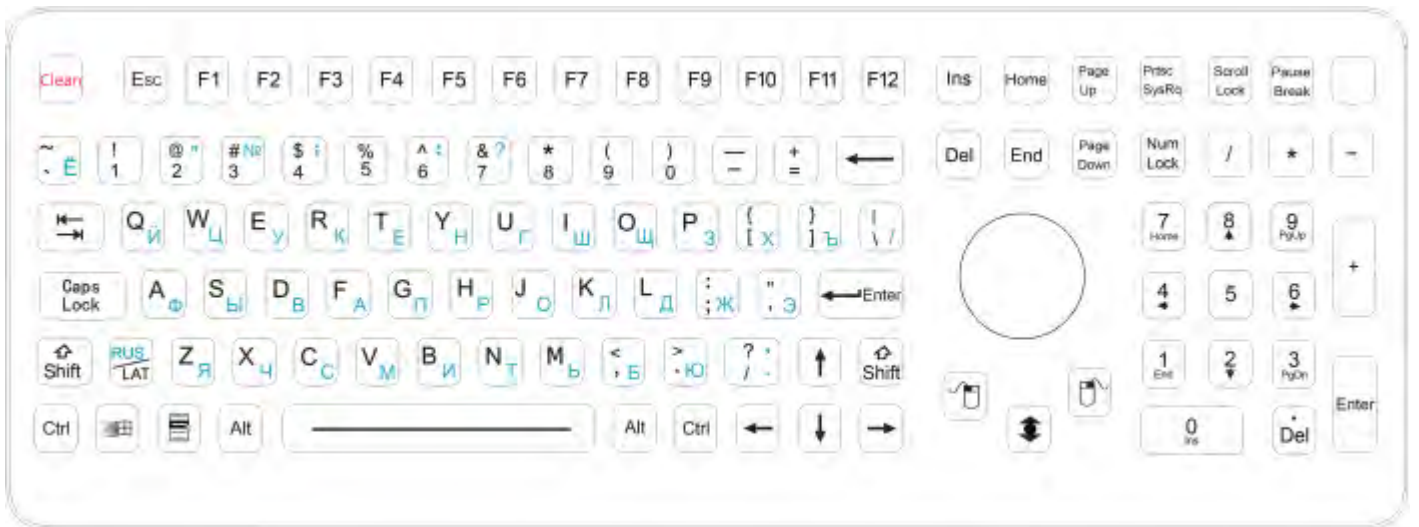 Clean Esc F1 F2 F3 F4 F5 F6 F7 F8 F9 F10 F11 F12 Ins Home Page Up Prtsc SysRq Scroll Lock Pause Break
~ ` Ё ! 1 @ " 2 # № 3 $ ; 4 % 5 ^ : 6 & ? 7 * 8 ( 9 ) 0 — – + = Del End Page Down Num Lock / * -
Q Й W Ц E У R К T Е Y Н U Г I Ш O Щ P З { [ Х } ] Ъ | \ / 7 Home 8 9 PgUp
Caps Lock A Ф S Ы D В F А G П H Р J О K Л L Д : ; Ж " ' Э Enter 4 5 6 +
Shift RUS LAT Z Я X Ч C С V М B И N Т M Ь < , Б > . Ю ? / , . Shift 1 End 2 3 PgDn
Ctrl Alt Alt Ctrl 0 Ins . Del Enter